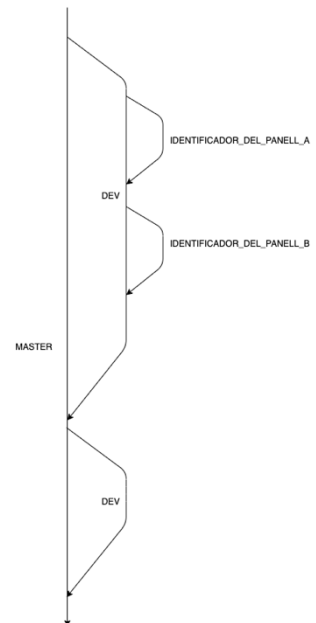 IDENTIFICADOR_DEL_PANELL_A
DEV
IDENTIFICADOR_DEL_PANELL_B
MASTER
DEV